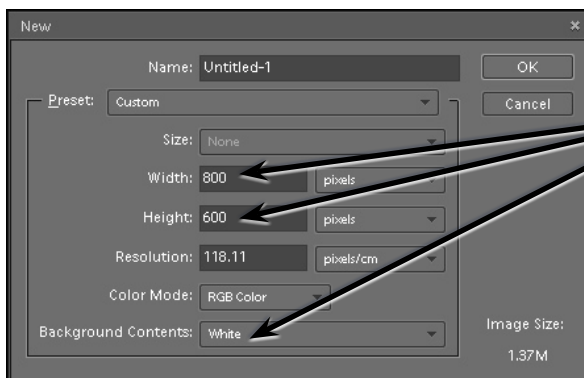 New
Name: Untitled-1
OK
Preset: Custom
Cancel
Size: None
Width: 800 pixels
Height: 600 pixels
Resolution: 118.11 pixels/cm
Color Mode: RGB Color
Background Contents: White
Image Size:
1.37M